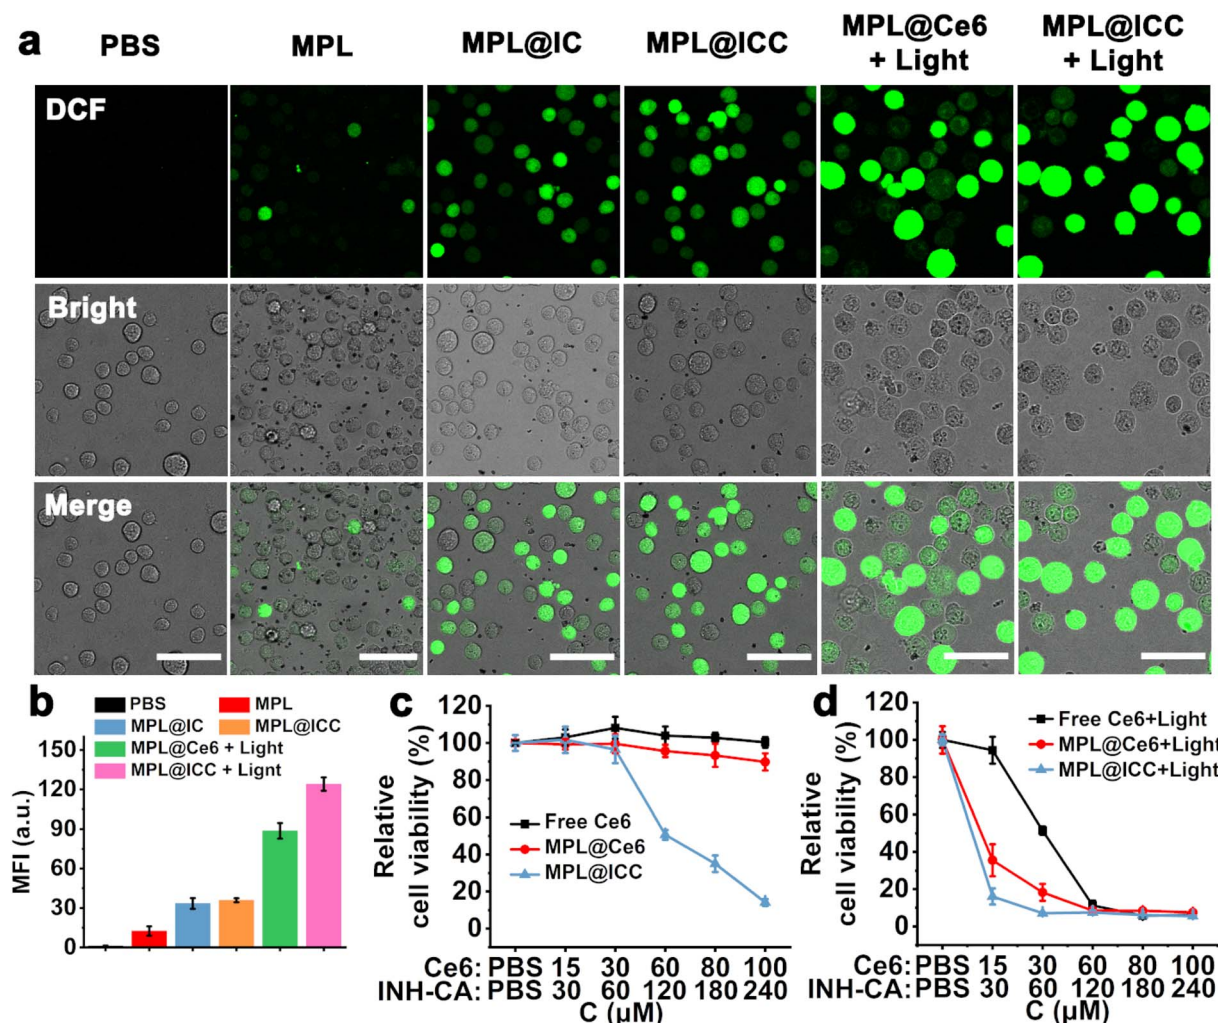 a
PBS
MPL
MPL@IC
MPL@ICC
MPL@Ce6
+ Light
MPL@ICC
+ Light
DCF
Bright
Merge
b
PBS
MPL
MPL@IC
MPL@ICC
MPL@Ce6 + Light
MPL@ICC + Lignt
MFI (a.u.)
150
120
90
60
30
0
c
Relative
cell viability (%)
120
100
80
60
40
20
0
Free Ce6
MPL@Ce6
MPL@ICC
Ce6: PBS 15 30 60 80 100
INH-CA: PBS 30 60 120 180 240
C (μM)
d
Relative
cell viability (%)
120
100
80
60
40
20
0
Free Ce6+Light
MPL@Ce6+Light
MPL@ICC+Light
Ce6: PBS 15 30 60 80 100
INH-CA: PBS 30 60 120 180 240
C (μM)